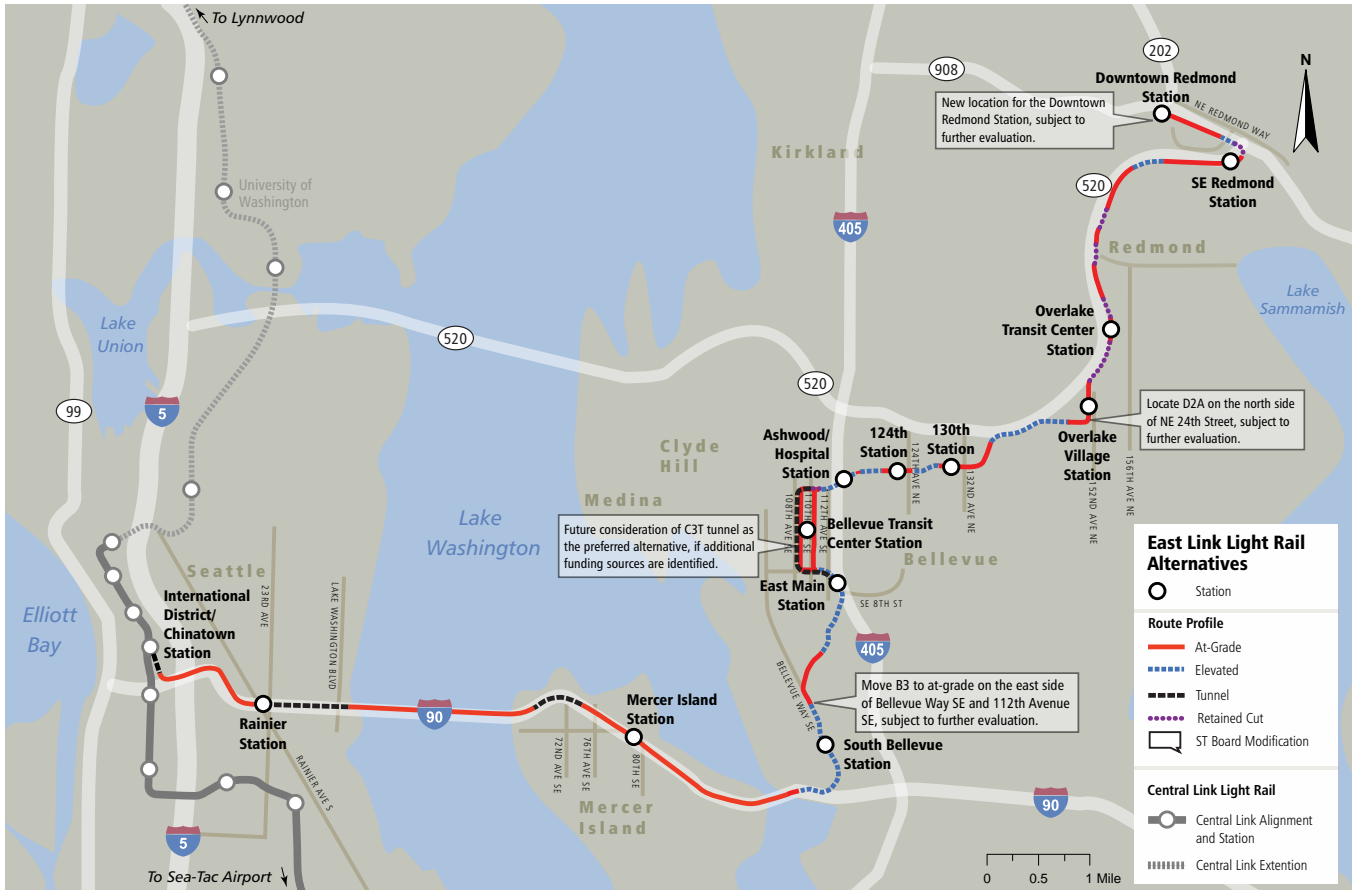 To Lynnwood
202
908
Downtown Redmond
Station
N
New location for the Downtown
Redmond Station, subject to
further evaluation.
NE REDMOND WAY
Kirkland
University of
Washington
520
SE Redmond
Station
405
Redmond
Lake
Sammamish
Overlake
Transit Center
Station
Lake
Union
520
520
99
5
Locate D2A on the north side
of NE 24th Street, subject to
further evaluation.
Clyde
Hill
Ashwood/
Hospital
Station
124th
Station
130th
Station
Overlake
Village
Station
124TH AVE NE
132ND AVE NE
152ND AVE NE
156TH AVE NE
Medina
108TH AVE NE
110TH
SE
112TH AVE SE
Lake
Washington
Future consideration of C3T tunnel as
the preferred alternative, if additional
funding sources are identified.
Bellevue Transit
Center Station
Bellevue
East Main
Station
SE 8TH ST
Seattle
International
District/
Chinatown
Station
23RD AVE
LAKE WASHINGTON BLVD
Elliott
Bay
405
BELLEVUE WAY SE
Move B3 to at-grade on the east side
of Bellevue Way SE and 112th Avenue
SE, subject to further evaluation.
Rainier
Station
90
Mercer Island
Station
South Bellevue
Station
72ND AVE SE
76TH AVE SE
80TH SE
RAINIER AVE S
Mercer
Island
90
5
To Sea-Tac Airport
0 0.5 1 Mile
East Link Light Rail
Alternatives
Station
Route Profile
At-Grade
Elevated
Tunnel
Retained Cut
ST Board Modification
Central Link Light Rail
Central Link Alignment
and Station
Central Link Extention